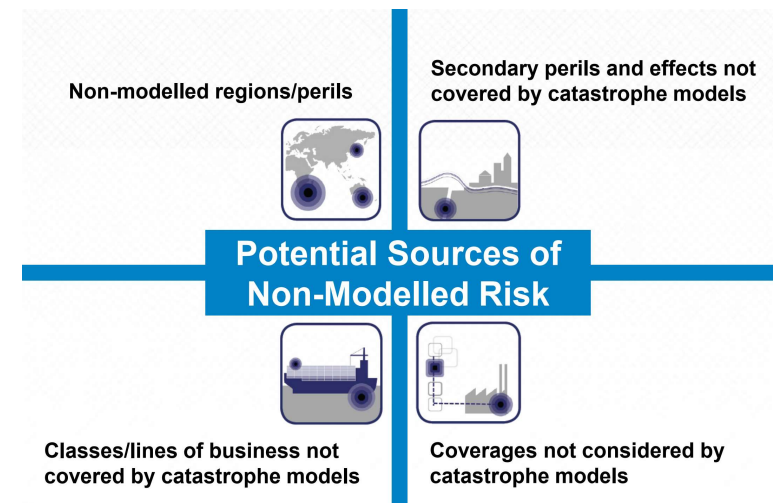 Non-modelled regions/perils
Secondary perils and effects not
covered by catastrophe models
Potential Sources of
Non-Modelled Risk
Classes/lines of business not
covered by catastrophe models
Coverages not considered by
catastrophe models